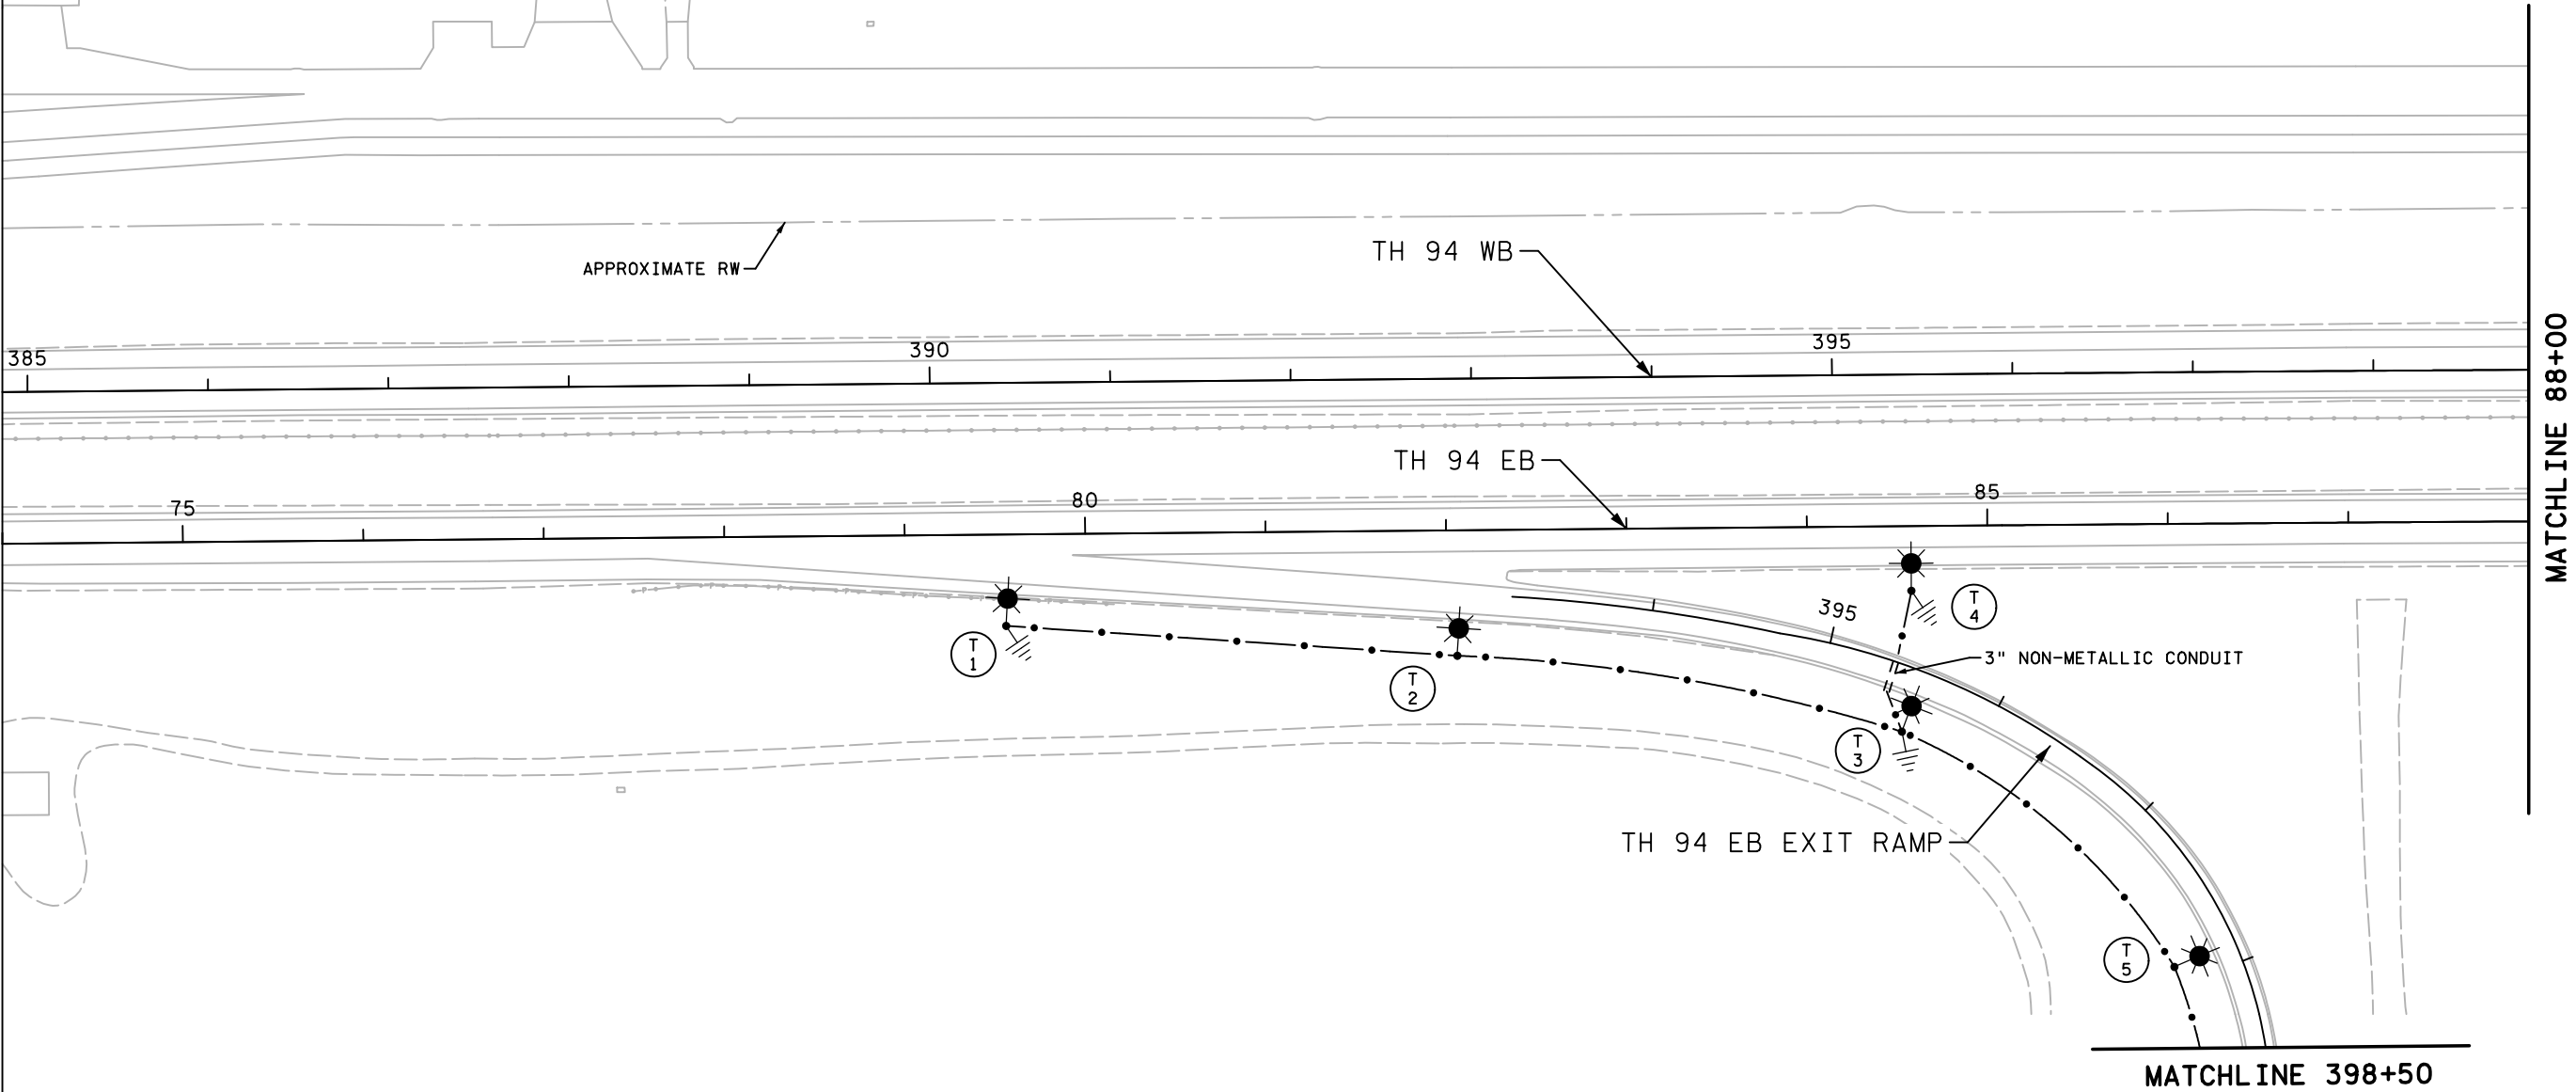 TH 94 WB
APPROXIMATE RW
385
390
395
MATCHLINE 88+00
TH 94 EB
75
80
85
395
T
1
T
2
T
3
T
4
3" NON-METALLIC CONDUIT
TH 94 EB EXIT RAMP
T
5
MATCHLINE 398+50